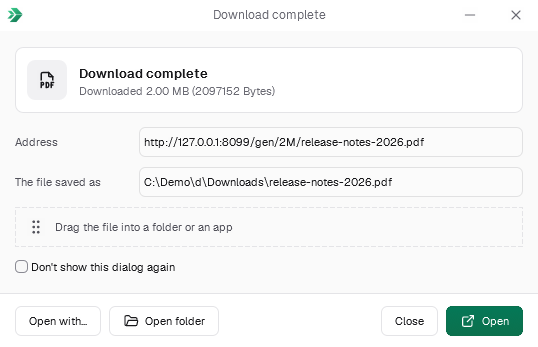 Download complete
PDF
Download complete
Downloaded 2.00 MB (2097152 Bytes)
Address
http://127.0.0.1:8099/gen/2M/release-notes-2026.pdf
The file saved as
C:\Demo\d\Downloads\release-notes-2026.pdf
Drag the file into a folder or an app
Don't show this dialog again
Open with...
Open folder
Close
Open